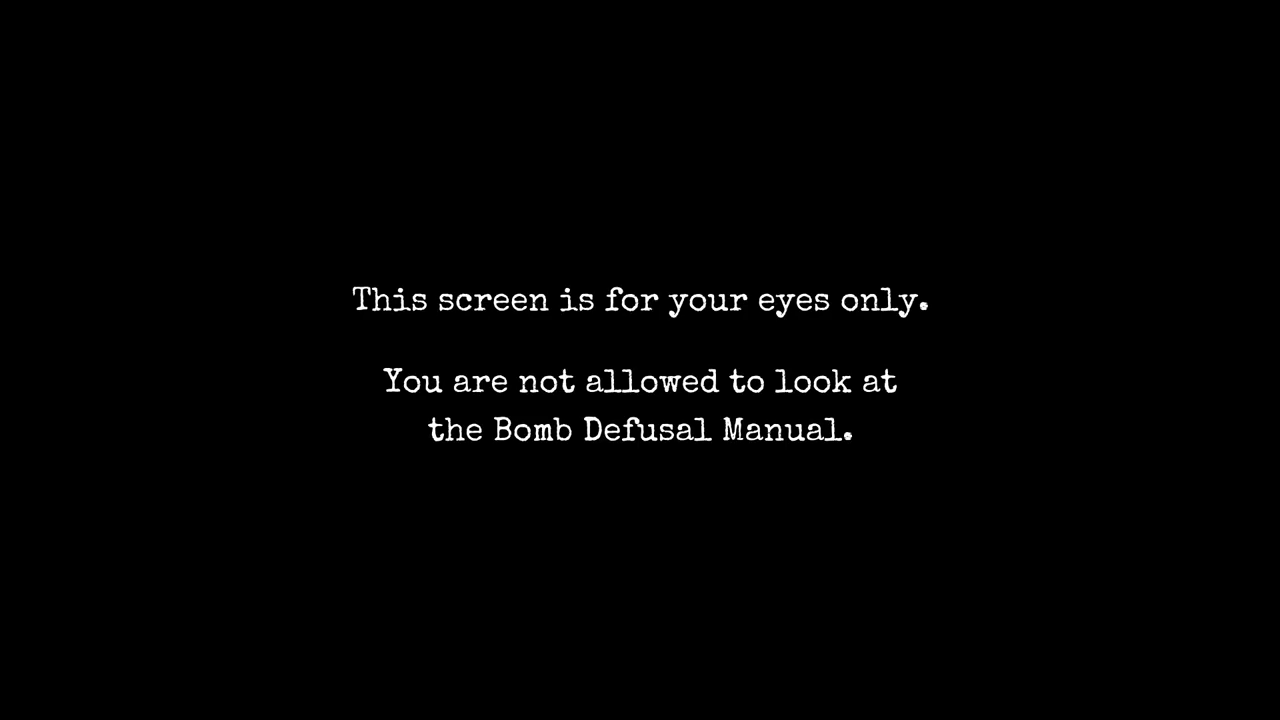 This screen is for your eyes only.
You are not allowed to look at
the Bomb Defusal Manual.